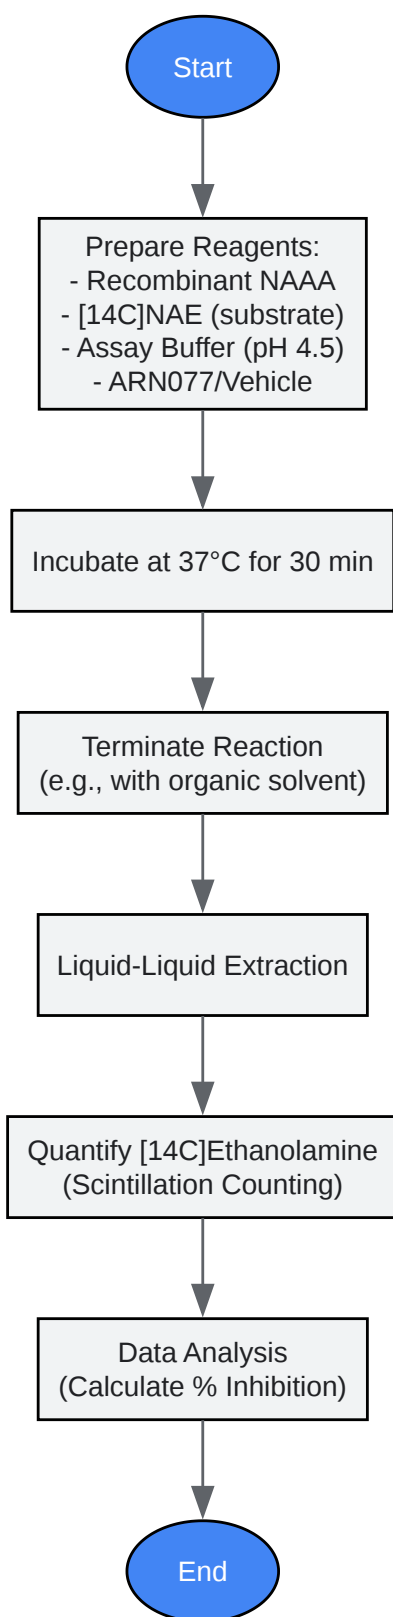 Start
Prepare Reagents:
- Recombinant NAAA
- [14C]NAE (substrate)
- Assay Buffer (pH 4.5)
- ARN077/Vehicle
Incubate at 37°C for 30 min
Terminate Reaction
(e.g., with organic solvent)
Liquid-Liquid Extraction
Quantify [14C]Ethanolamine
(Scintillation Counting)
Data Analysis
(Calculate % Inhibition)
End